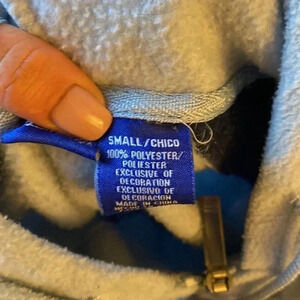 SMALL/CHICO
100% POLYESTER/
POLIESTER
EXCLUSIVE OF
DECORATION
EXCLUSIVO DE
DECORACION
MADE IN CHINA